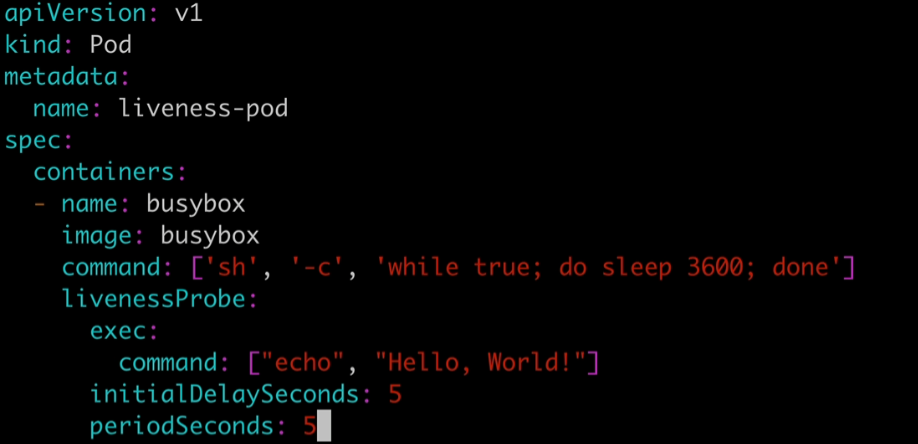 apiVersion: v1
kind: Pod
metadata:
  name: liveness-pod
spec:
  containers:
  - name: busybox
    image: busybox
    command: ['sh', '-c', 'while true; do sleep 3600; done']
    livenessProbe:
      exec:
        command: ["echo", "Hello, World!"]
      initialDelaySeconds: 5
      periodSeconds: 5